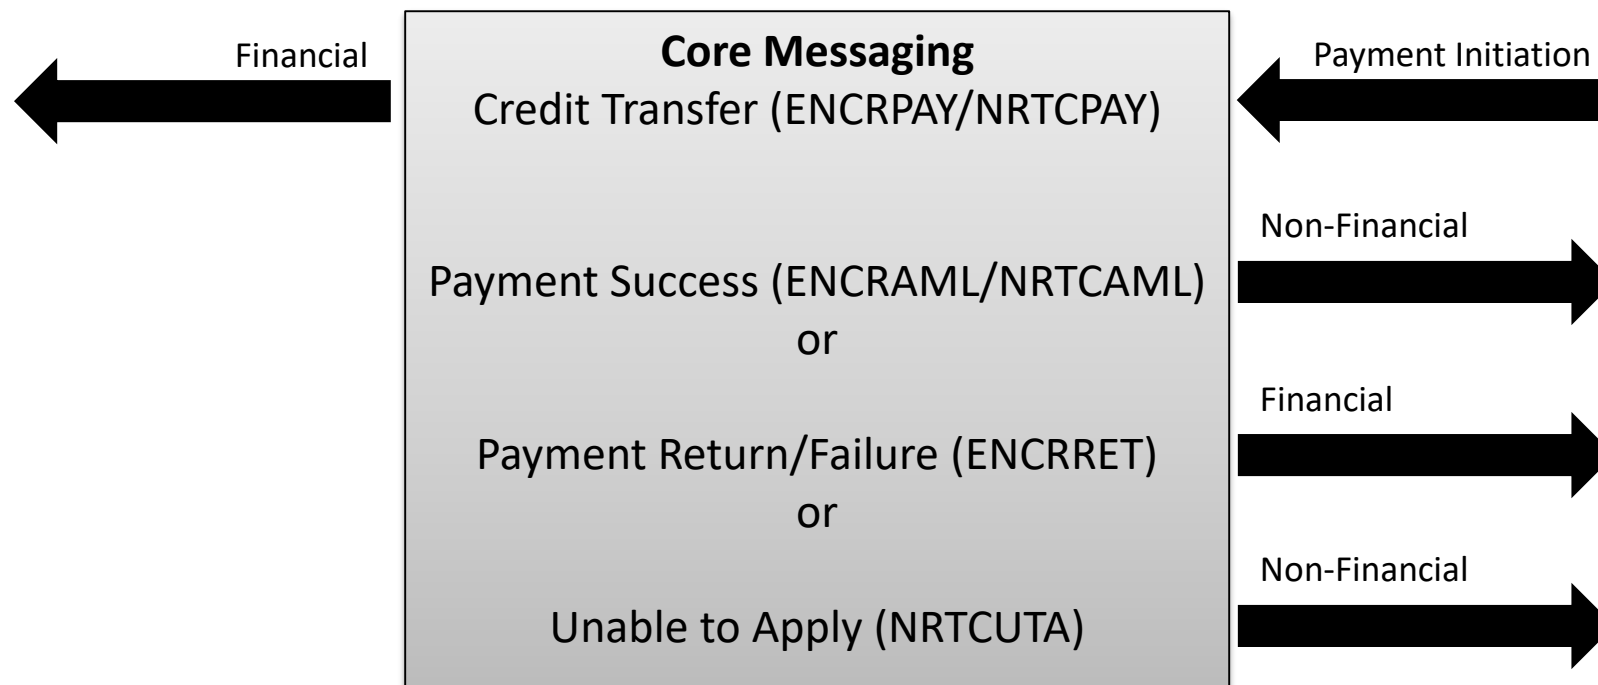 Financial
Core Messaging
Payment Initiation
Credit Transfer (ENCRPAY/NRTCPAY)
Non-Financial
Payment Success (ENCRAML/NRTCAML)
or
Financial
Payment Return/Failure (ENCRRET)
or
Non-Financial
Unable to Apply (NRTCUTA)